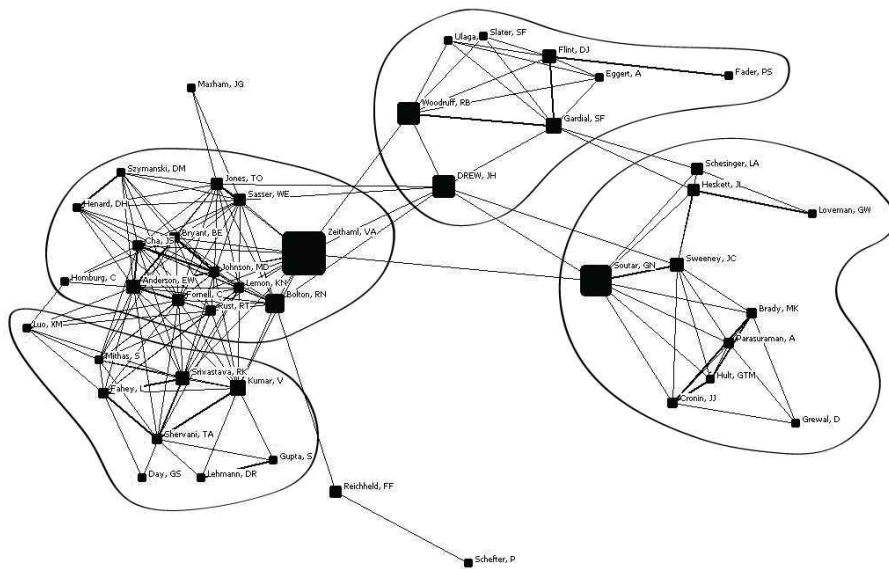 Ulaga,
Slater, SF
Flint, DJ
Eggert, A
Fader, PS
Maxham, JG
Woodruff, RB
Gardial, SF
Szymanski, DM
Jones, TO
Sasser, WE
DREW, JH
Schesinger, LA
Heskett, JL
Loveman, GW
Henard, DH
Bryant, BE
Zeithaml, VA
Cha, JS
Homburg, C
Johnson, MD
Anderson, EW
Lemon, KN
Fornell, C
Bolton, RN
Rust, RT
Soutar, GN
Sweeney, JC
Luo, XM
Brady, MK
Mithas, S
Parasuraman, A
Srivastava, RK
Kumar, V
Fahey, L
Hult, GTM
Cronin, JJ
Grewal, D
Shervani, TA
Gupta, S
Day, GS
Lehmann, DR
Reichheld, FF
Schefter, P